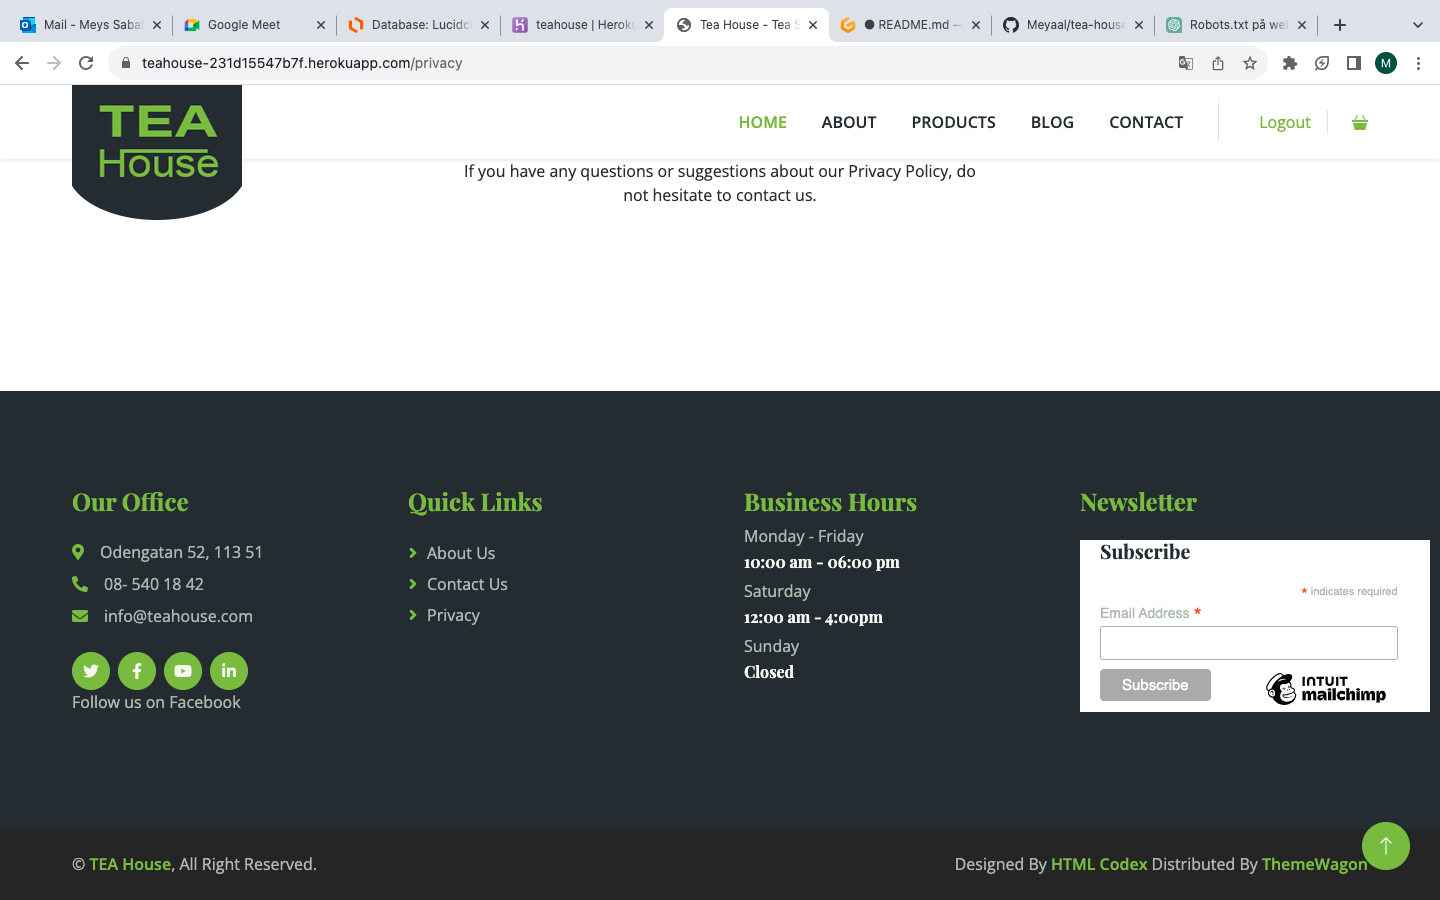 Mail - Meys Sabal
Google Meet
Database: Lucidc
teahouse | Heroku
Tea House - Tea S
README.md —
Meyaal/tea-house
Robots.txt på we
teahouse-231d15547b7f.herokuapp.com/privacy
M
TEA
House
HOME
ABOUT
PRODUCTS
BLOG
CONTACT
Logout
If you have any questions or suggestions about our Privacy Policy, do
not hesitate to contact us.
Our Office
Odengatan 52, 113 51
08- 540 18 42
info@teahouse.com
Follow us on Facebook
Quick Links
About Us
Contact Us
Privacy
Business Hours
Monday - Friday
10:00 am - 06:00 pm
Saturday
12:00 am - 4:00pm
Sunday
Closed
Newsletter
Subscribe
* indicates required
Email Address *
Subscribe
INTUIT
mailchimp
© TEA House, All Right Reserved.
Designed By HTML Codex Distributed By ThemeWagon